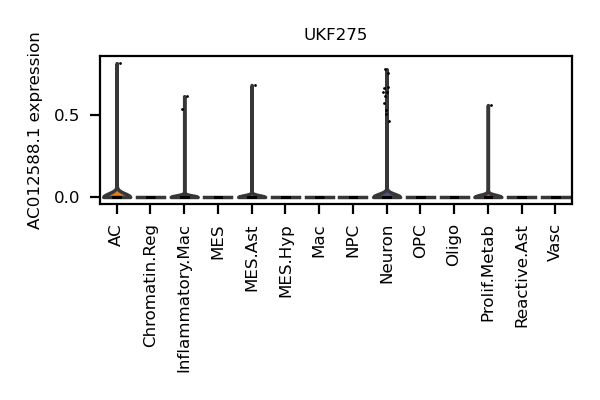 UKF275
AC012588.1 expression
0.5
0.0
AC
Chromatin.Reg
Inflammatory.Mac
MES
MES.Ast
MES.Hyp
Mac
NPC
Neuron
OPC
Oligo
Prolif.Metab
Reactive.Ast
Vasc